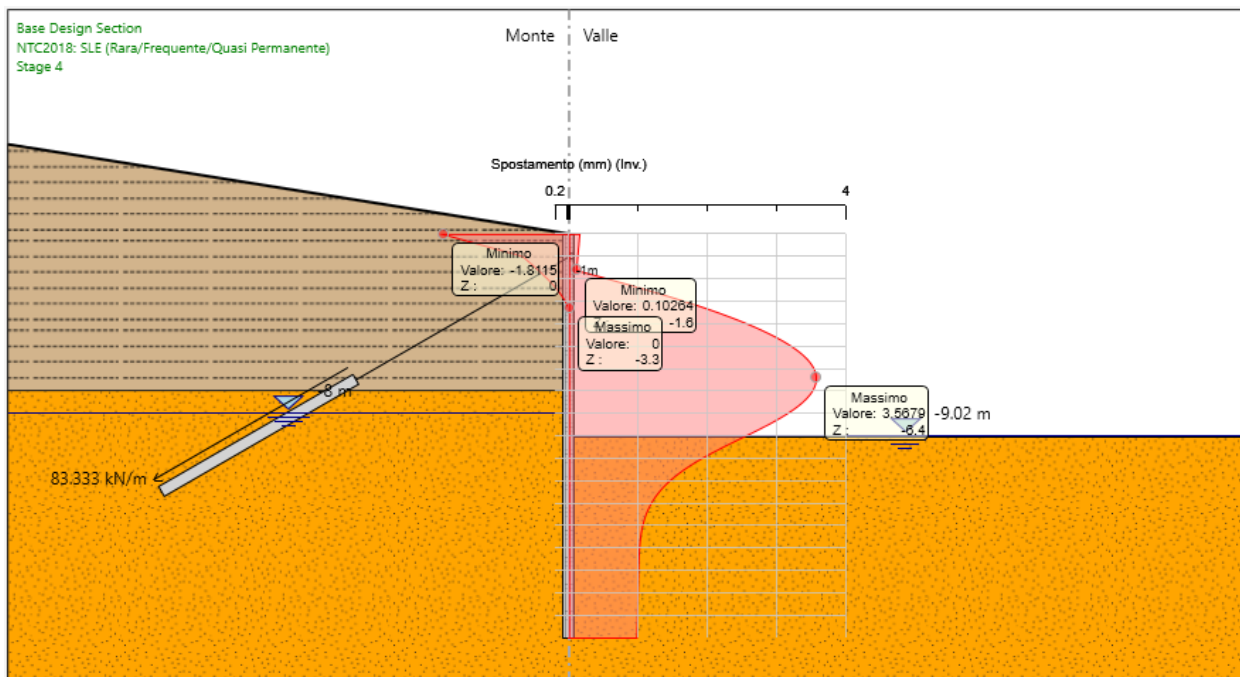 Base Design Section
NTC2018: SLE (Rara/Frequente/Quasi Permanente)
Stage 4
Monte
Valle
Spostamento (mm) (Inv.)
0.2
4
Minimo
Valore: -1.8115
Z : 0
1m
Minimo
Valore: 0.10264
Z : -1.6
Massimo
Valore: 0
Z : -3.3
-8 m
Massimo
Valore: 3.5679
Z : -6.4
-9.02 m
83.333 kN/m